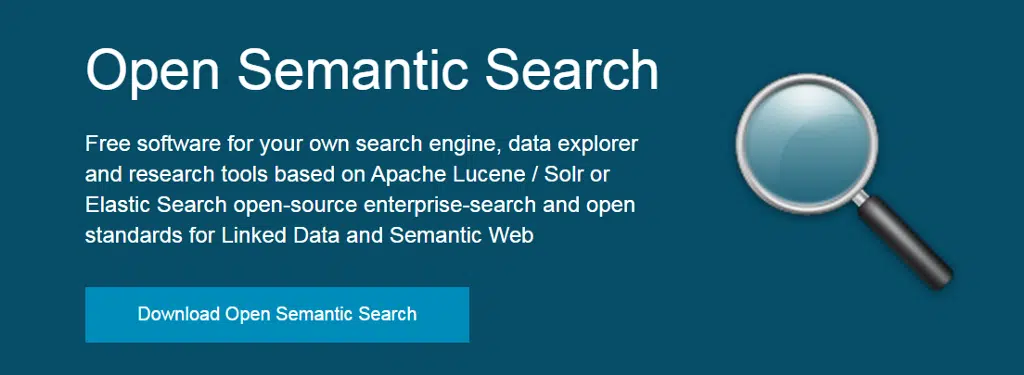 Open Semantic Search
Free software for your own search engine, data explorer
and research tools based on Apache Lucene / Solr or
Elastic Search open-source enterprise-search and open
standards for Linked Data and Semantic Web
Download Open Semantic Search